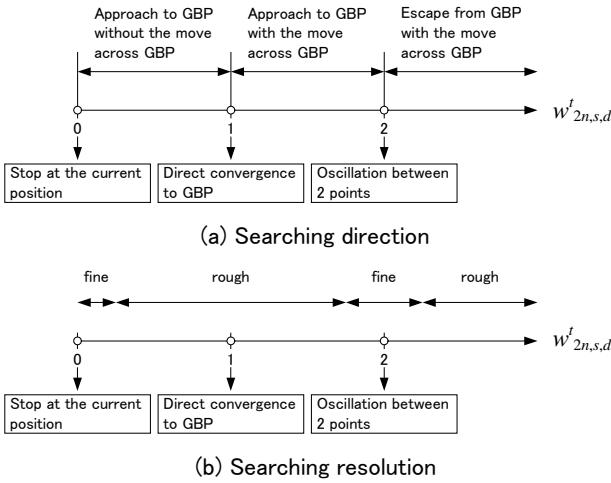 Approach to GBP
without the move
across GBP
Approach to GBP
with the move
across GBP
Escape from GBP
with the move
across GBP
w^t_{2n,s,d}
0
1
2
Stop at the current
position
Direct convergence
to GBP
Oscillation between
2 points
(a) Searching direction
fine
rough
fine
rough
w^t_{2n,s,d}
0
1
2
Stop at the current
position
Direct convergence
to GBP
Oscillation between
2 points
(b) Searching resolution